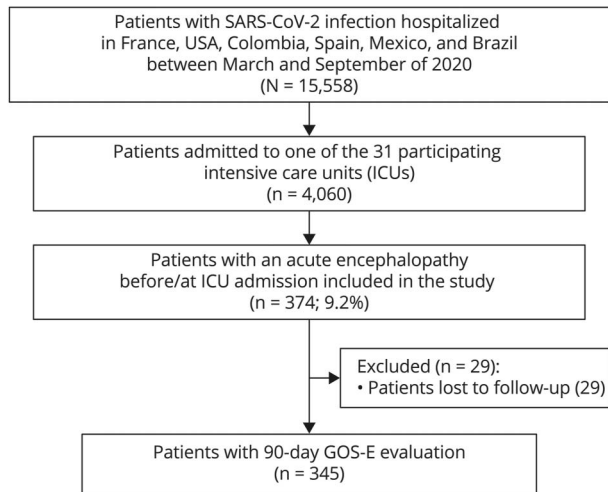 Patients with SARS-CoV-2 infection hospitalized
in France, USA, Colombia, Spain, Mexico, and Brazil
between March and September of 2020
(N = 15,558)
Patients admitted to one of the 31 participating
intensive care units (ICUs)
(n = 4,060)
Patients with an acute encephalopathy
before/at ICU admission included in the study
(n = 374; 9.2%)
Excluded (n = 29):
• Patients lost to follow-up (29)
Patients with 90-day GOS-E evaluation
(n = 345)